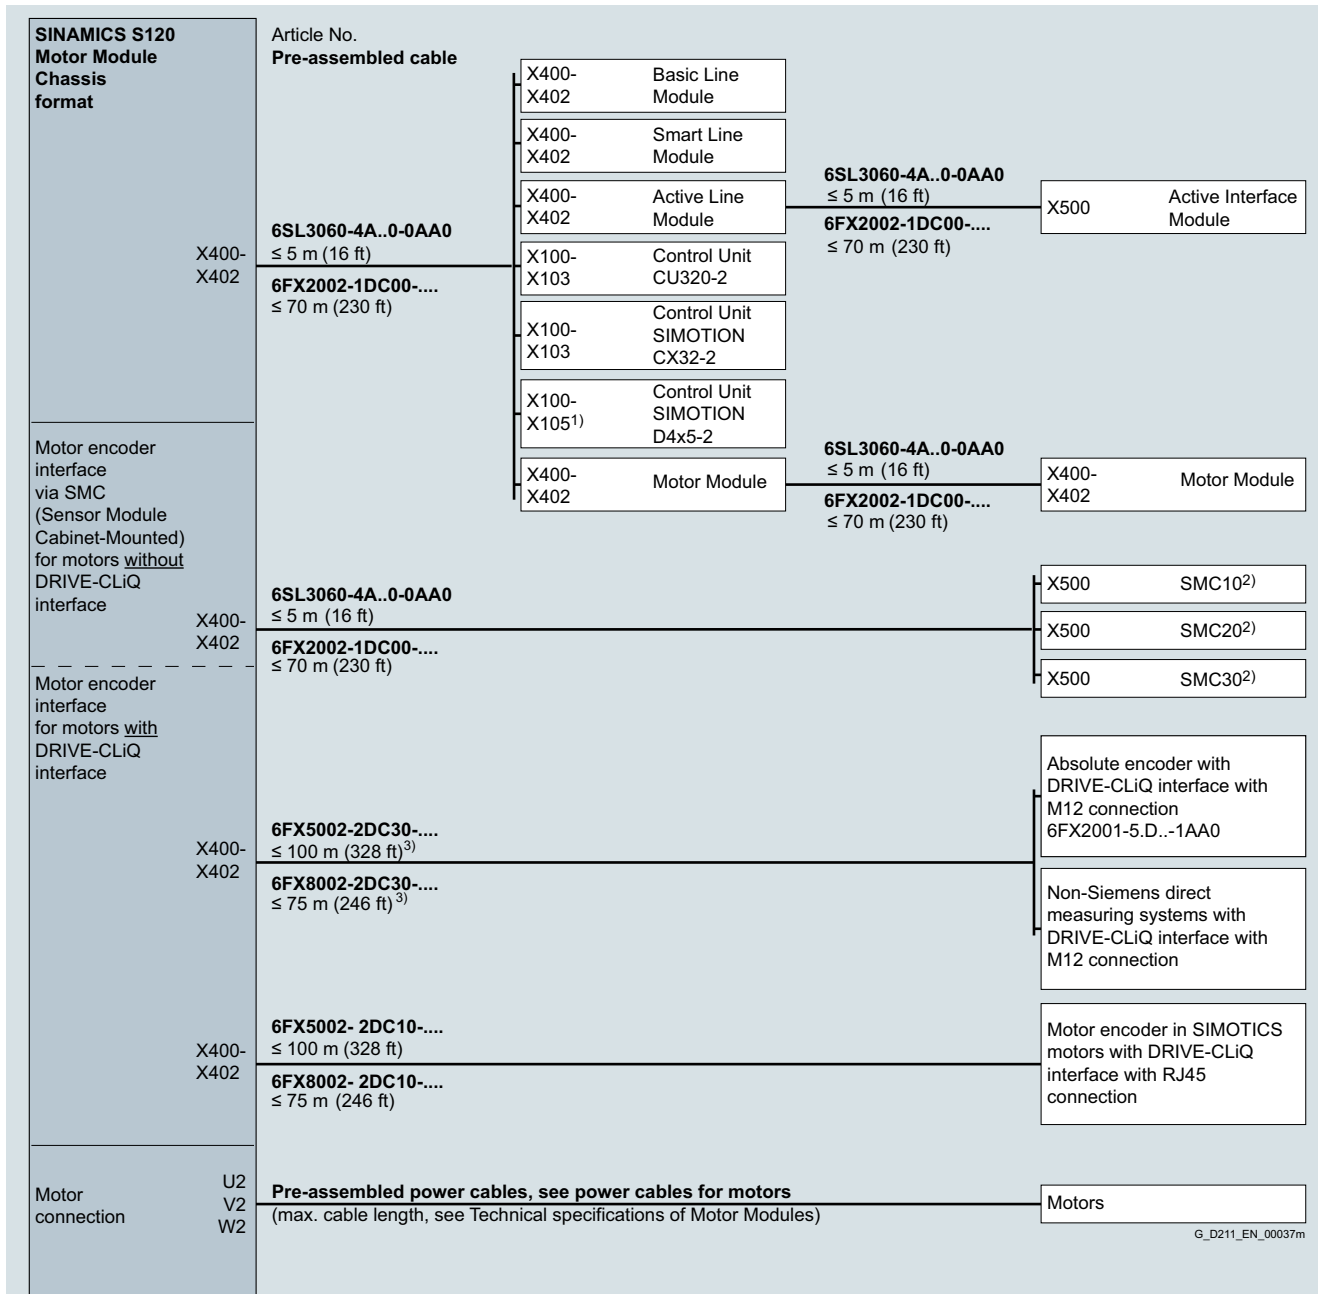 SINAMICS S120
Motor Module
Chassis
format
Article No.
Pre-assembled cable
X400-
X402
6SL3060-4A..0-0AA0
≤ 5 m (16 ft)
6FX2002-1DC00-....
≤ 70 m (230 ft)
X400-
X402
Basic Line
Module
X400-
X402
Smart Line
Module
X400-
X402
Active Line
Module
6SL3060-4A..0-0AA0
≤ 5 m (16 ft)
6FX2002-1DC00-....
≤ 70 m (230 ft)
X500
Active Interface
Module
X100-
X103
Control Unit
CU320-2
X100-
X103
Control Unit
SIMOTION
CX32-2
X100-
X105¹⁾
Control Unit
SIMOTION
D4x5-2
X400-
X402
Motor Module
6SL3060-4A..0-0AA0
≤ 5 m (16 ft)
6FX2002-1DC00-....
≤ 70 m (230 ft)
X400-
X402
Motor Module
Motor encoder
interface
via SMC
(Sensor Module
Cabinet-Mounted)
for motors without
DRIVE-CLiQ
interface
X400-
X402
6SL3060-4A..0-0AA0
≤ 5 m (16 ft)
6FX2002-1DC00-....
≤ 70 m (230 ft)
X500 SMC10²⁾
X500 SMC20²⁾
X500 SMC30²⁾
Motor encoder
interface
for motors with
DRIVE-CLiQ
interface
X400-
X402
6FX5002-2DC30-....
≤ 100 m (328 ft)³⁾
6FX8002-2DC30-....
≤ 75 m (246 ft)³⁾
Absolute encoder with
DRIVE-CLiQ interface with
M12 connection
6FX2001-5.D..-1AA0
Non-Siemens direct
measuring systems with
DRIVE-CLiQ interface with
M12 connection
X400-
X402
6FX5002- 2DC10-....
≤ 100 m (328 ft)
6FX8002- 2DC10-....
≤ 75 m (246 ft)
Motor encoder in SIMOTICS
motors with DRIVE-CLiQ
interface with RJ45
connection
Motor
connection
U2
V2
W2
Pre-assembled power cables, see power cables for motors
(max. cable length, see Technical specifications of Motor Modules)
Motors
G_D211_EN_00037m